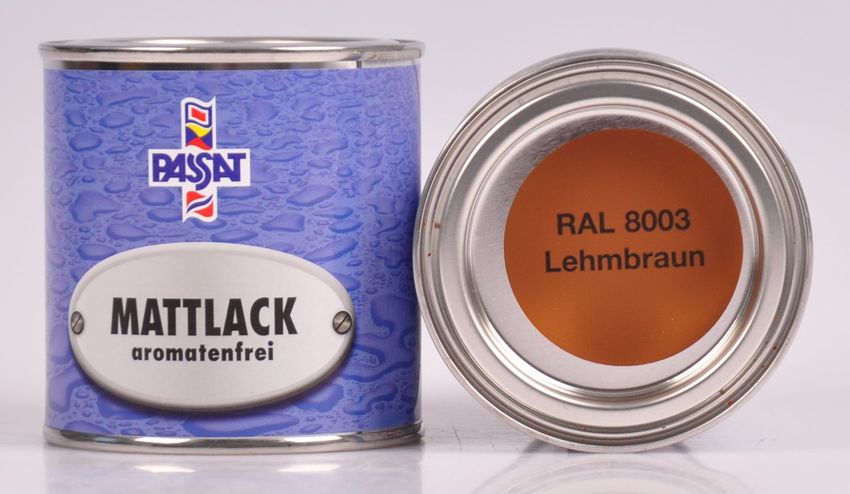 PASSAT
MATTLACK
aromatenfrei
RAL 8003
Lehmbraun